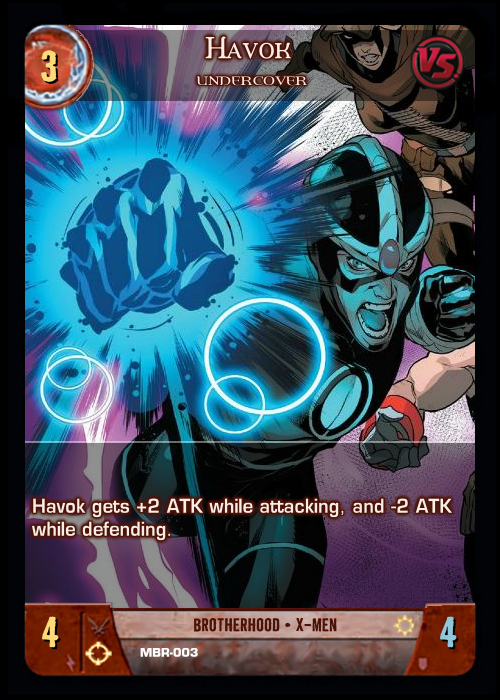 3
HAVOK
VS
UNDERCOVER
Havok gets +2 ATK while attacking, and -2 ATK
while defending.
4
BROTHERHOOD • X-MEN
4
MBR-003